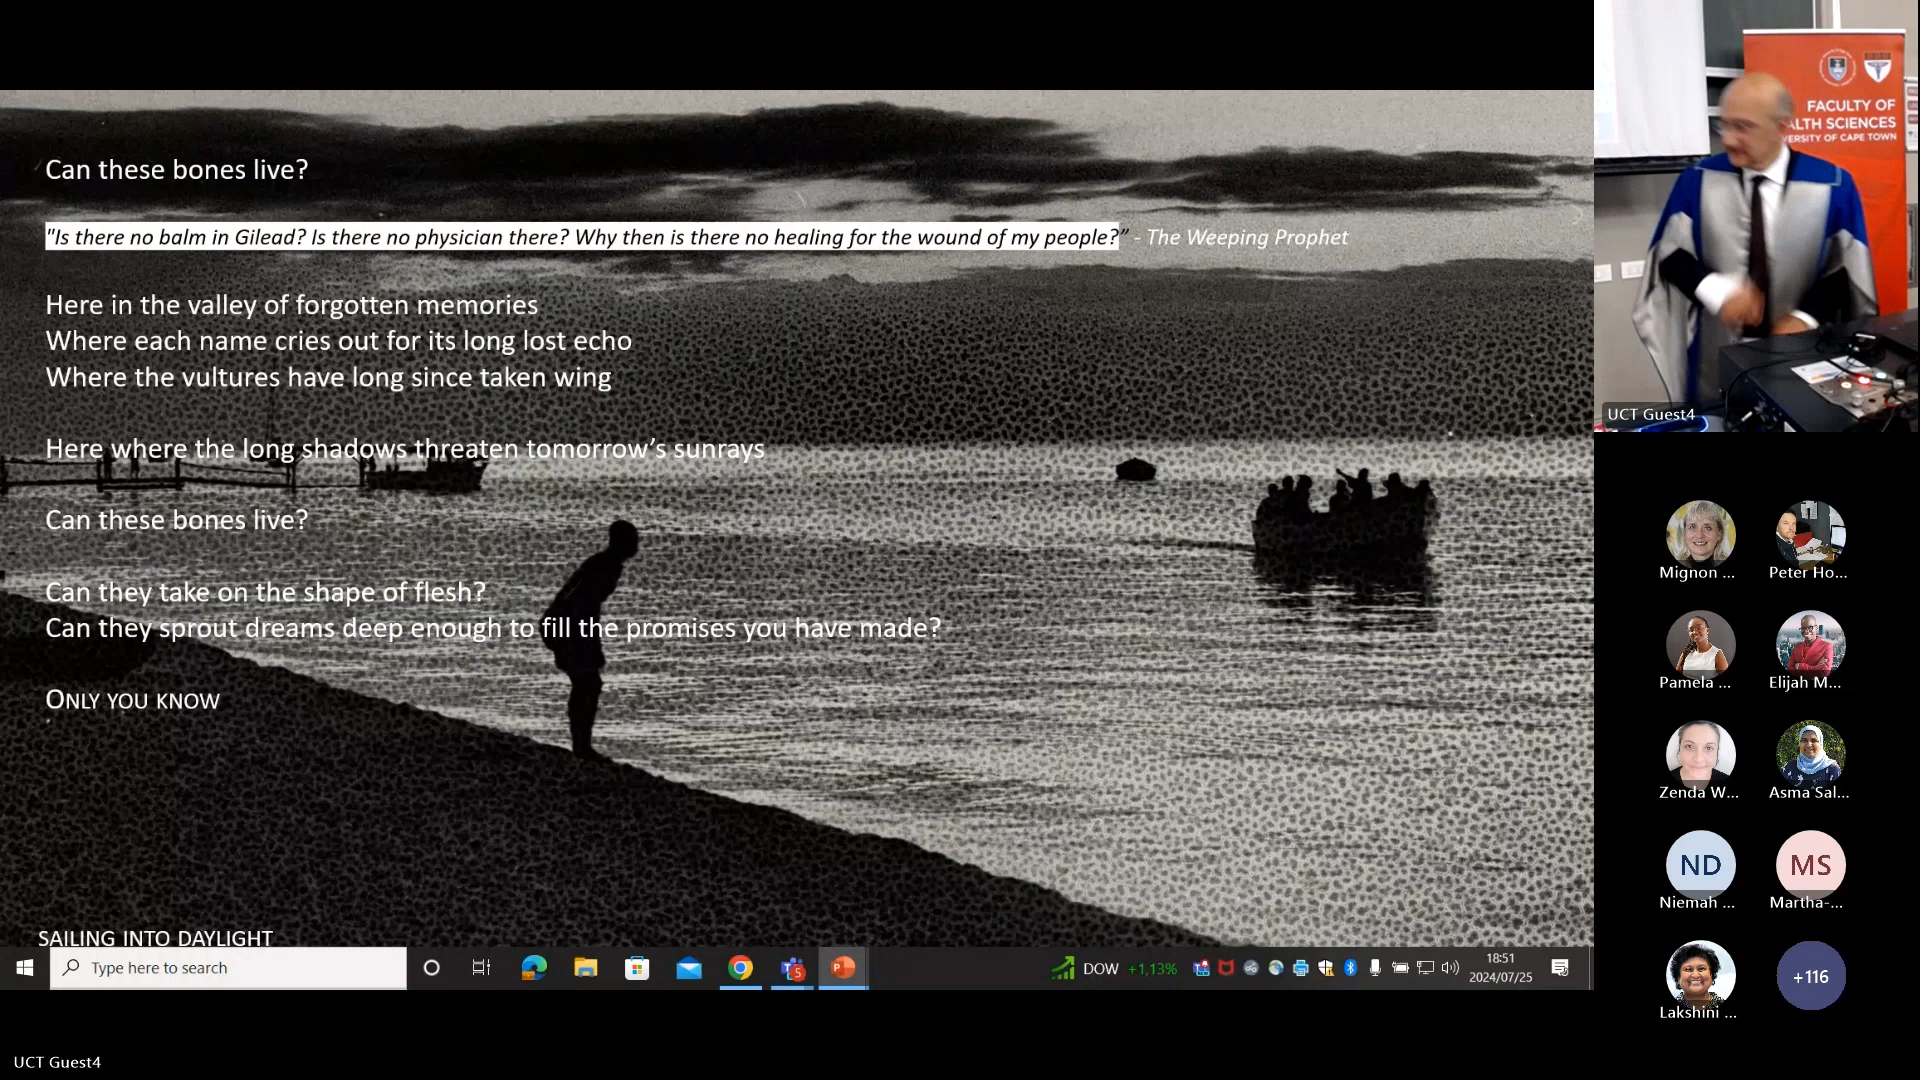 Can these bones live?
"Is there no balm in Gilead? Is there no physician there? Why then is there no healing for the wound of my people?” - The Weeping Prophet
Here in the valley of forgotten memories
Where each name cries out for its long lost echo
Where the vultures have long since taken wing
Here where the long shadows threaten tomorrow’s sunrays
Can these bones live?
Can they take on the shape of flesh?
Can they sprout dreams deep enough to fill the promises you have made?
ONLY YOU KNOW
SAILING INTO DAYLIGHT
Type here to search
5
DOW +1,13%
18:51
2024/07/25
UCT Guest4
FACULTY OF
ALTH SCIENCES
ERSITY OF CAPE TOWN
UCT Guest4
Mignon ...
Peter Ho...
Pamela ...
Elijah M...
Zenda W...
Asma Sal...
ND
MS
Niemah ...
Martha-...
+116
Lakshini ...